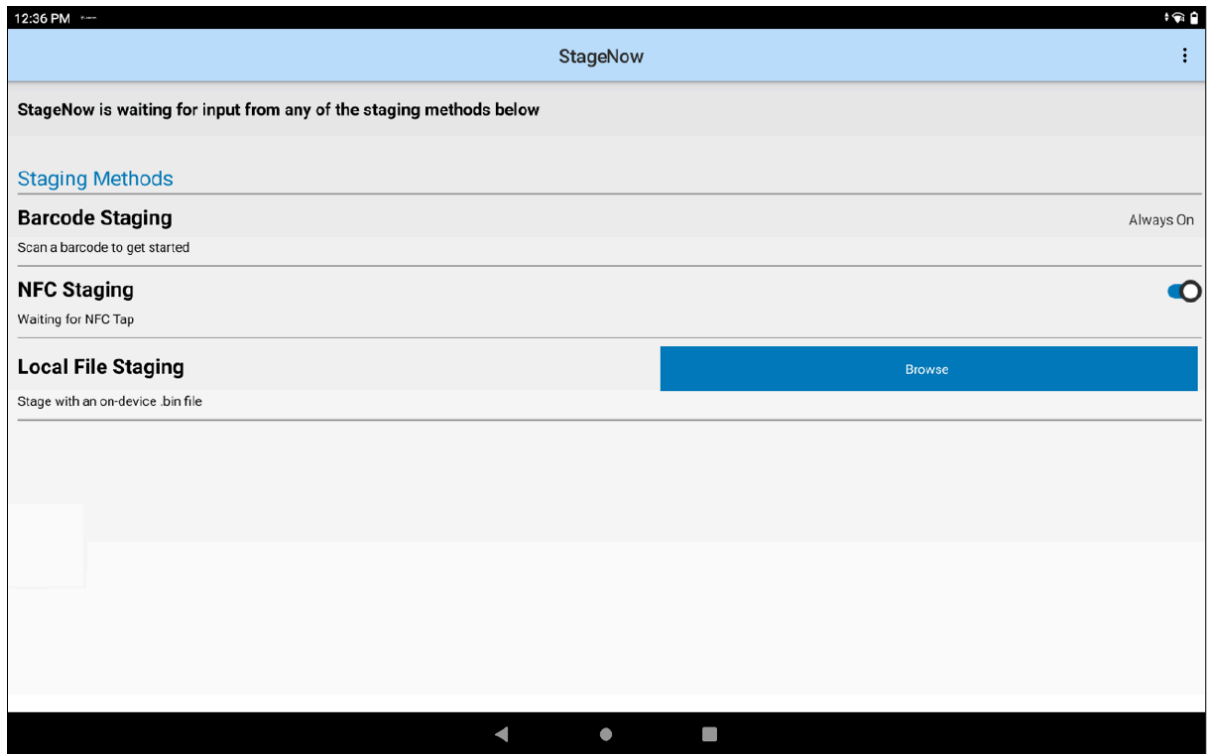 12:36 PM
StageNow
StageNow is waiting for input from any of the staging methods below
Staging Methods
Barcode Staging
Always On
Scan a barcode to get started
NFC Staging
Waiting for NFC Tap
Local File Staging
Browse
Stage with an on-device .bin file